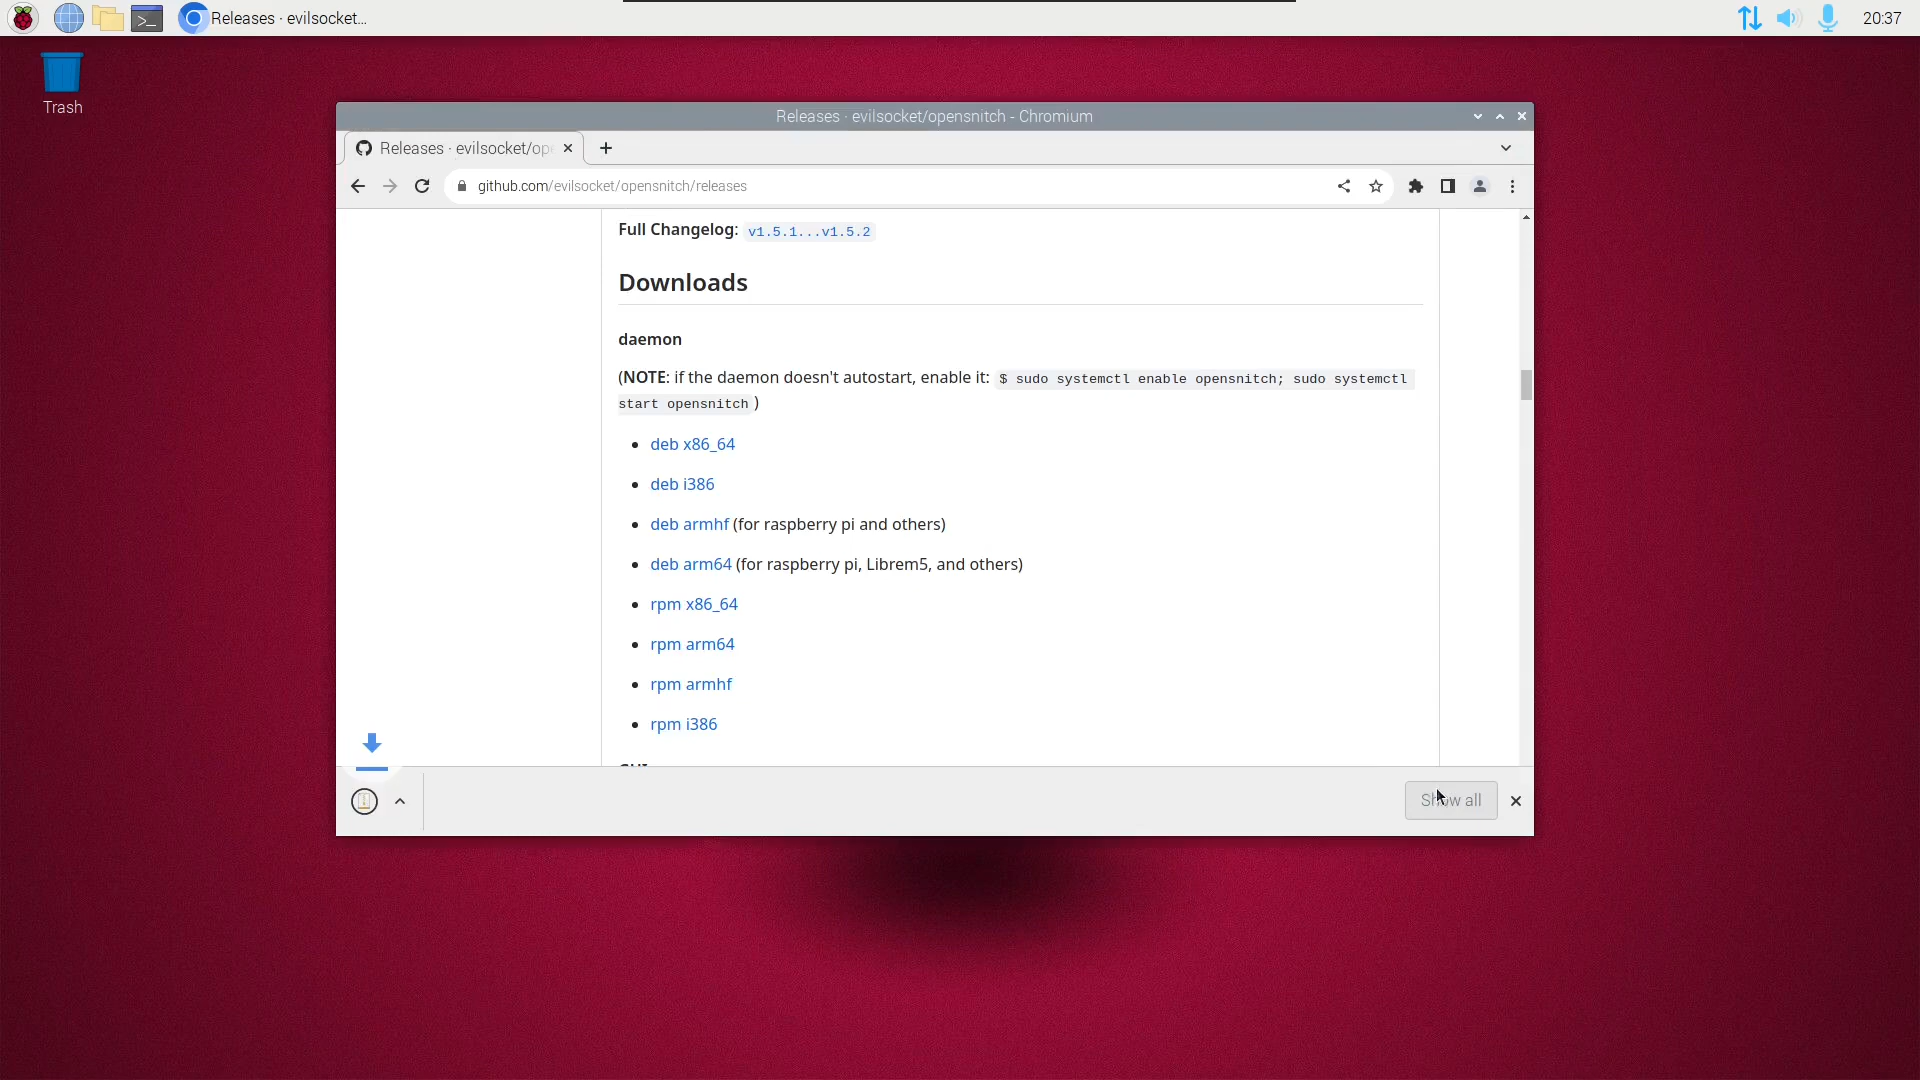 Releases · evilsocket...
20:37
Trash
Releases · evilsocket/opensnitch - Chromium
Releases · evilsocket/op
github.com/evilsocket/opensnitch/releases
Full Changelog: v1.5.1...v1.5.2
Downloads
daemon
(NOTE: if the daemon doesn't autostart, enable it: $ sudo systemctl enable opensnitch; sudo systemctl
start opensnitch )
deb x86_64
deb i386
deb armhf (for raspberry pi and others)
deb arm64 (for raspberry pi, Librem5, and others)
rpm x86_64
rpm arm64
rpm armhf
rpm i386
Show all